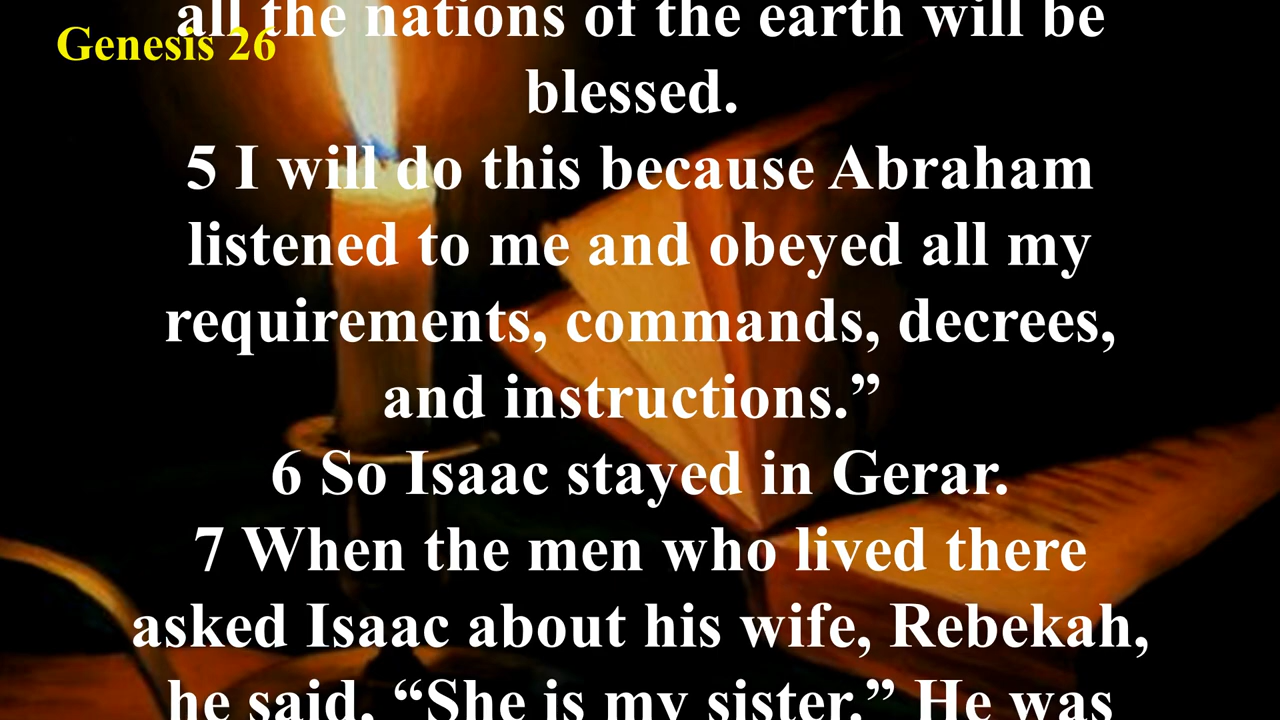 all the nations of the earth will be
Genesis 26
blessed.
5 I will do this because Abraham
listened to me and obeyed all my
requirements, commands, decrees,
and instructions.”
6 So Isaac stayed in Gerar.
7 When the men who lived there
asked Isaac about his wife, Rebekah,
he said, “She is my sister.” He was